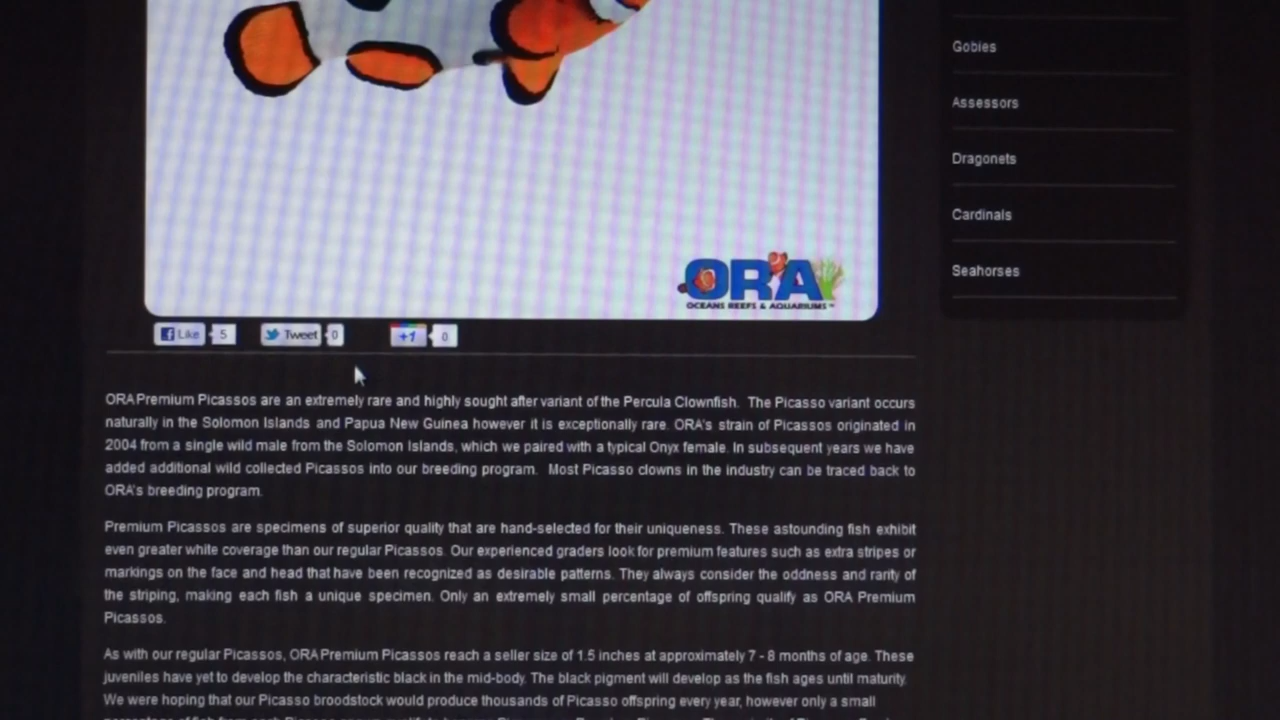 Gobies
Assessors
Dragonets
Cardinals
Seahorses
ORA
OCEANS REEFS & AQUARIUMS™
Like 5 Tweet 0 +1 0
ORA Premium Picassos are an extremely rare and highly sought after variant of the Percula Clownfish. The Picasso variant occurs
naturally in the Solomon Islands and Papua New Guinea however it is exceptionally rare. ORA's strain of Picassos originated in
2004 from a single wild male from the Solomon Islands, which we paired with a typical Onyx female. In subsequent years we have
added additional wild collected Picassos into our breeding program. Most Picasso clowns in the industry can be traced back to
ORA's breeding program.
Premium Picassos are specimens of superior quality that are hand-selected for their uniqueness. These astounding fish exhibit
even greater white coverage than our regular Picassos. Our experienced graders look for premium features such as extra stripes or
markings on the face and head that have been recognized as desirable patterns. They always consider the oddness and rarity of
the striping, making each fish a unique specimen. Only an extremely small percentage of offspring qualify as ORA Premium
Picassos.
As with our regular Picassos, ORA Premium Picassos reach a seller size of 1.5 inches at approximately 7 - 8 months of age. These
juveniles have yet to develop the characteristic black in the mid-body. The black pigment will develop as the fish ages until maturity.
We were hoping that our Picasso broodstock would produce thousands of Picasso offspring every year, however only a small